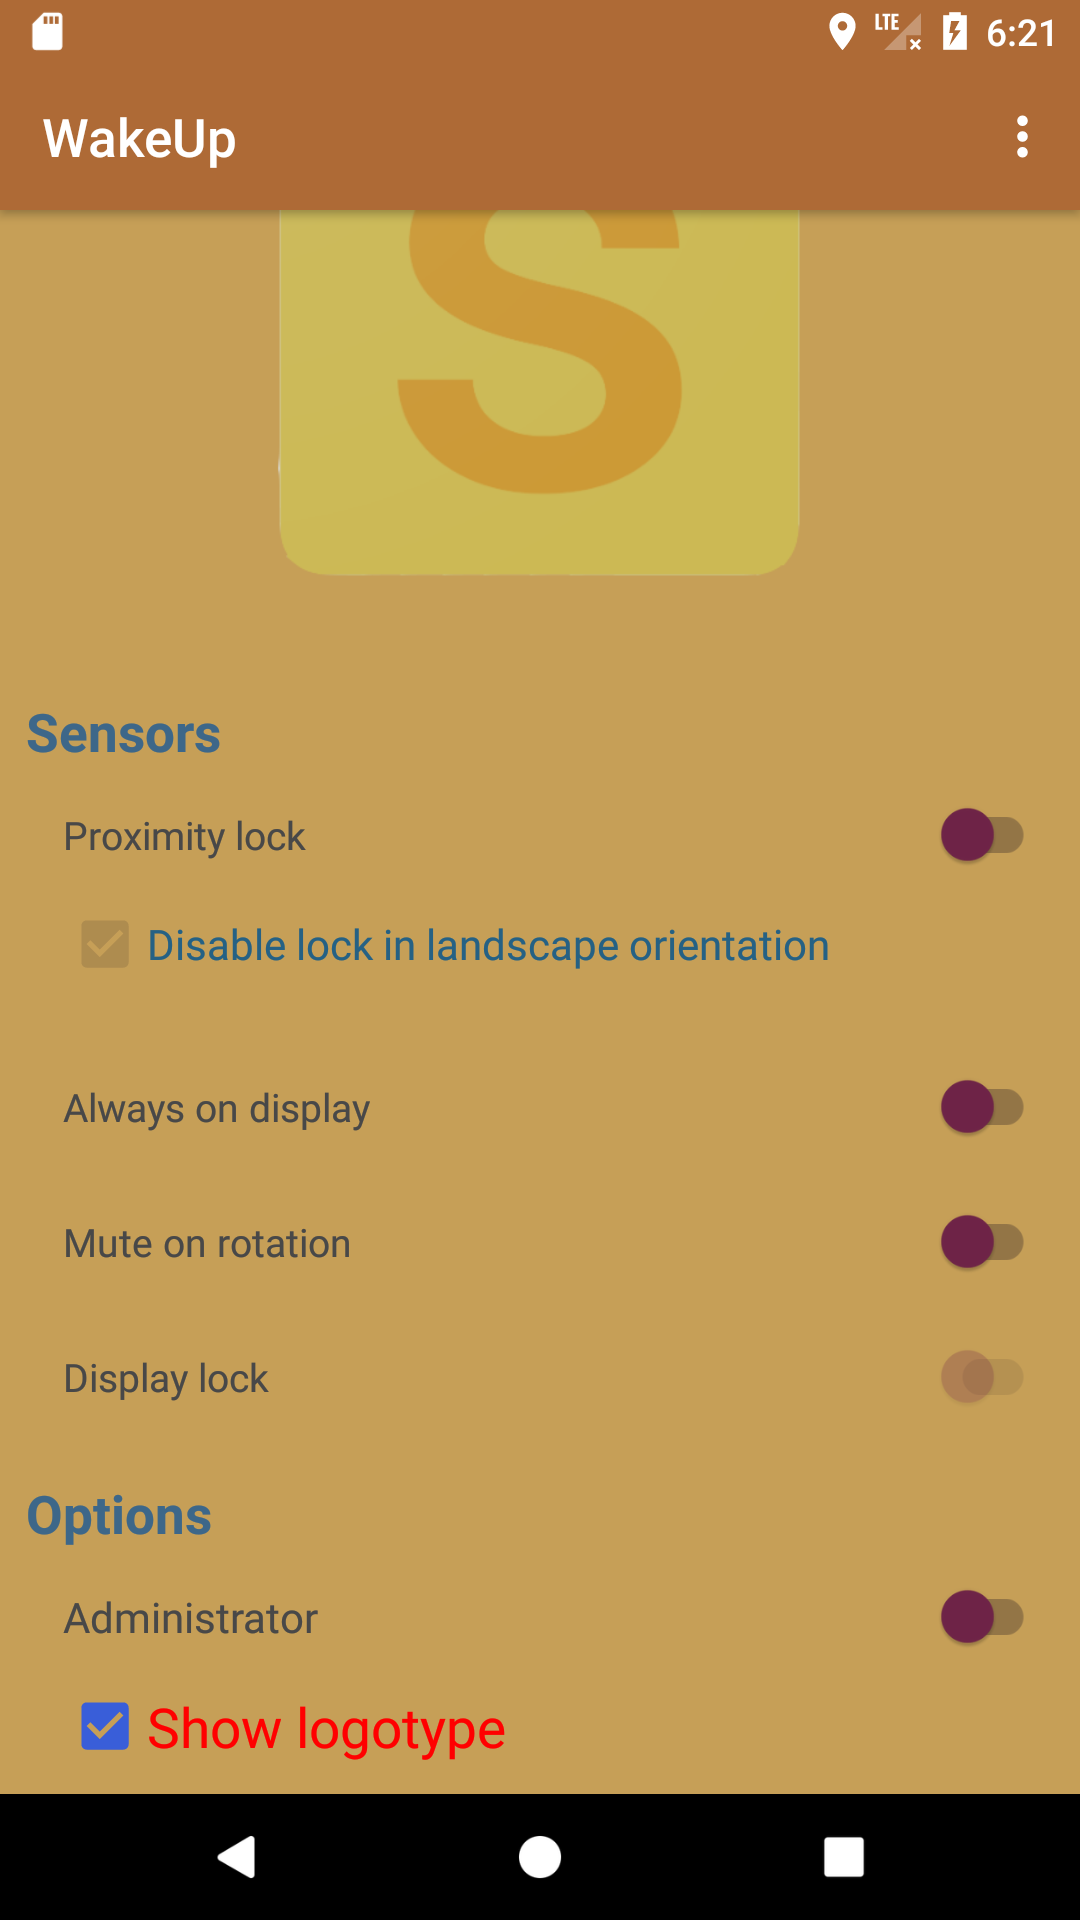 LTE 6:21
WakeUp
S
Sensors
Proximity lock
Disable lock in landscape orientation
Always on display
Mute on rotation
Display lock
Options
Administrator
Show logotype